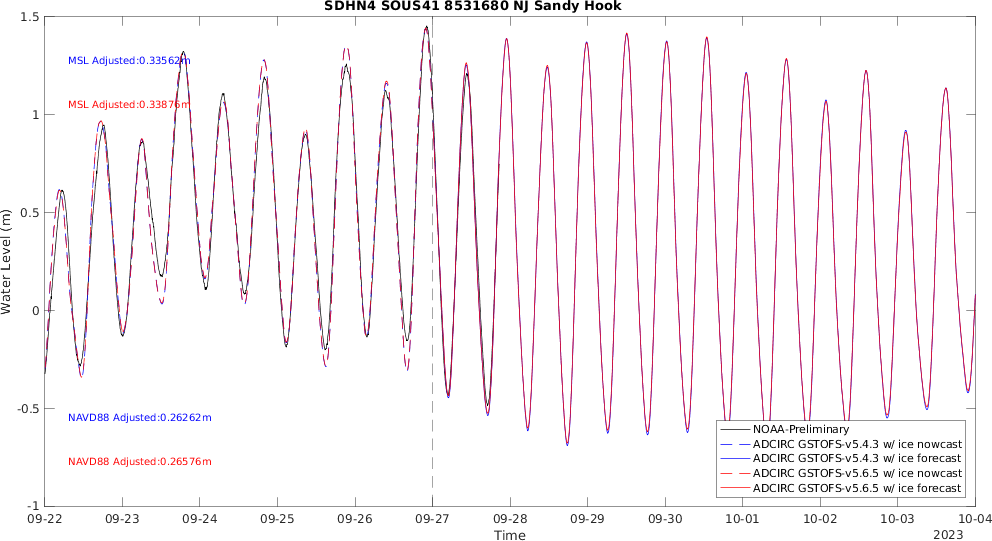 SDHN4 SOUS41 8531680 NJ Sandy Hook
1.5
MSL Adjusted:0.33562m
MSL Adjusted:0.33876m
1
0.5
Water Level (m)
0
-0.5
NAVD88 Adjusted:0.26262m
NOAA-Preliminary
ADCIRC GSTOFS-v5.4.3 w/ ice nowcast
NAVD88 Adjusted:0.26576m
ADCIRC GSTOFS-v5.4.3 w/ ice forecast
ADCIRC GSTOFS-v5.6.5 w/ ice nowcast
ADCIRC GSTOFS-v5.6.5 w/ ice forecast
-1
09-22 09-23 09-24 09-25 09-26 09-27 09-28 09-29 09-30 10-01 10-02 10-03 10-04
Time
2023